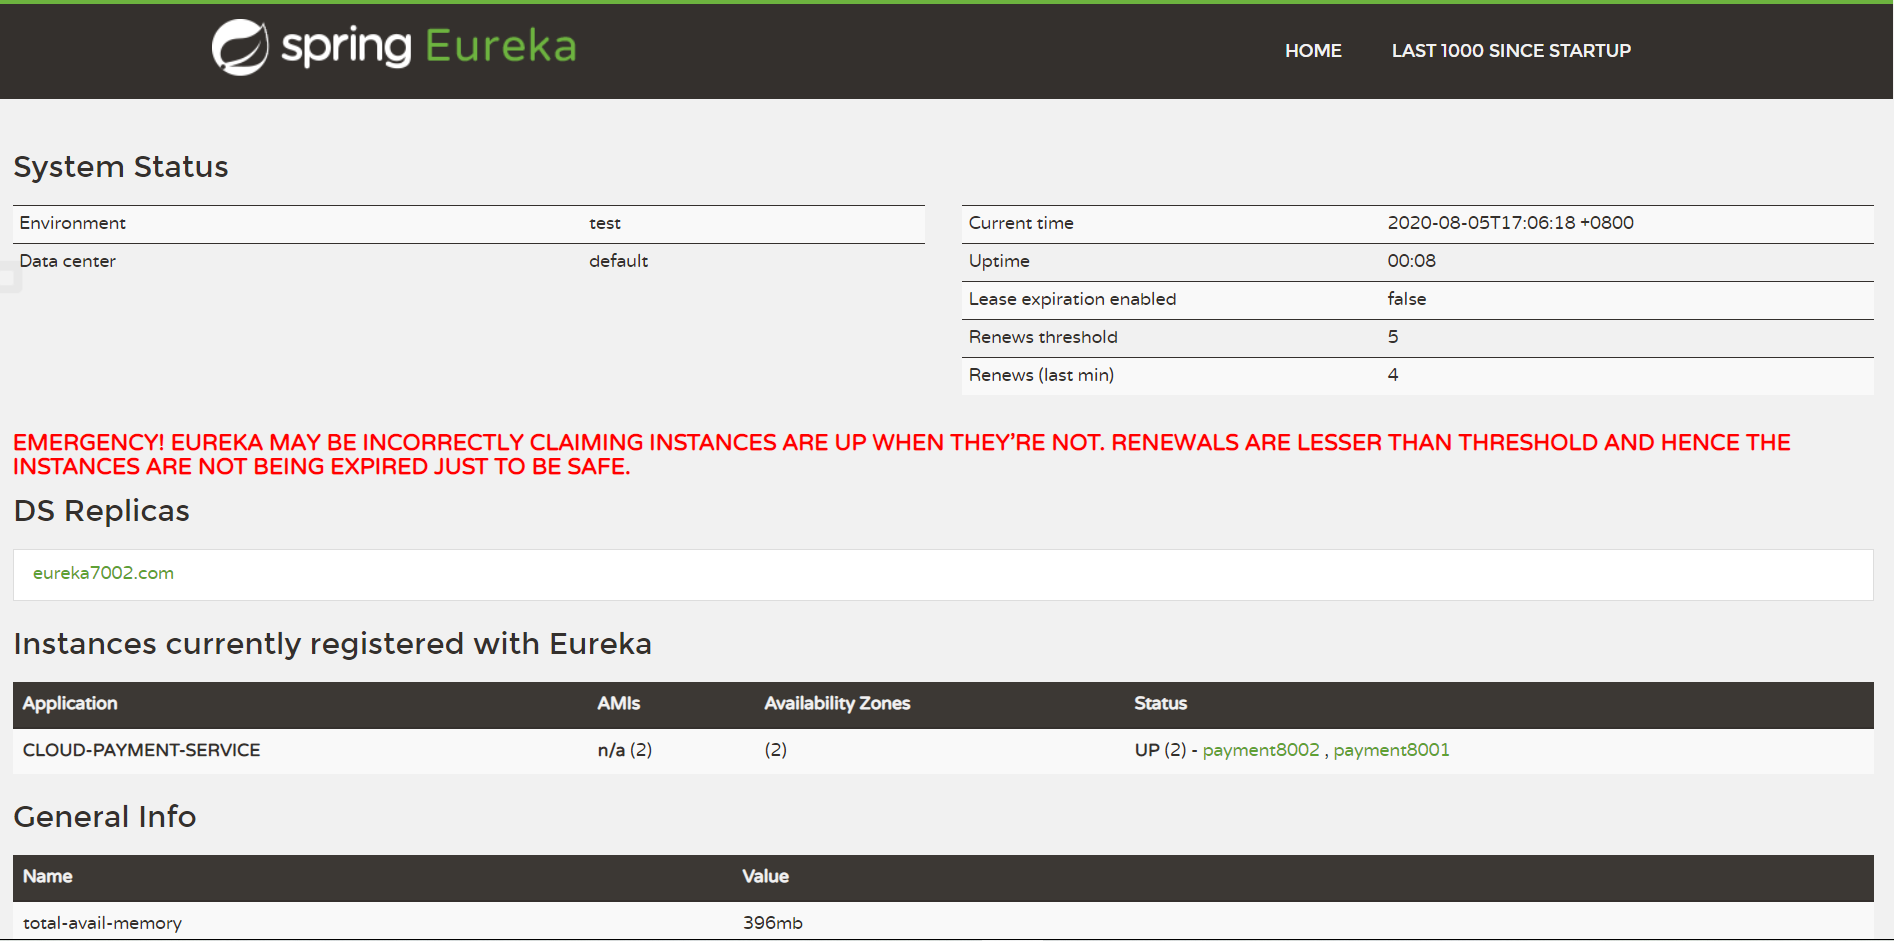 spring Eureka
HOME LAST 1000 SINCE STARTUP
System Status
Environment test
Data center default
Current time 2020-08-05T17:06:18 +0800
Uptime 00:08
Lease expiration enabled false
Renews threshold 5
Renews (last min) 4
EMERGENCY! EUREKA MAY BE INCORRECTLY CLAIMING INSTANCES ARE UP WHEN THEY’RE NOT. RENEWALS ARE LESSER THAN THRESHOLD AND HENCE THE
INSTANCES ARE NOT BEING EXPIRED JUST TO BE SAFE.
DS Replicas
eureka7002.com
Instances currently registered with Eureka
Application AMIs Availability Zones Status
CLOUD-PAYMENT-SERVICE n/a (2) (2) UP (2) - payment8002 , payment8001
General Info
Name Value
total-avail-memory 396mb